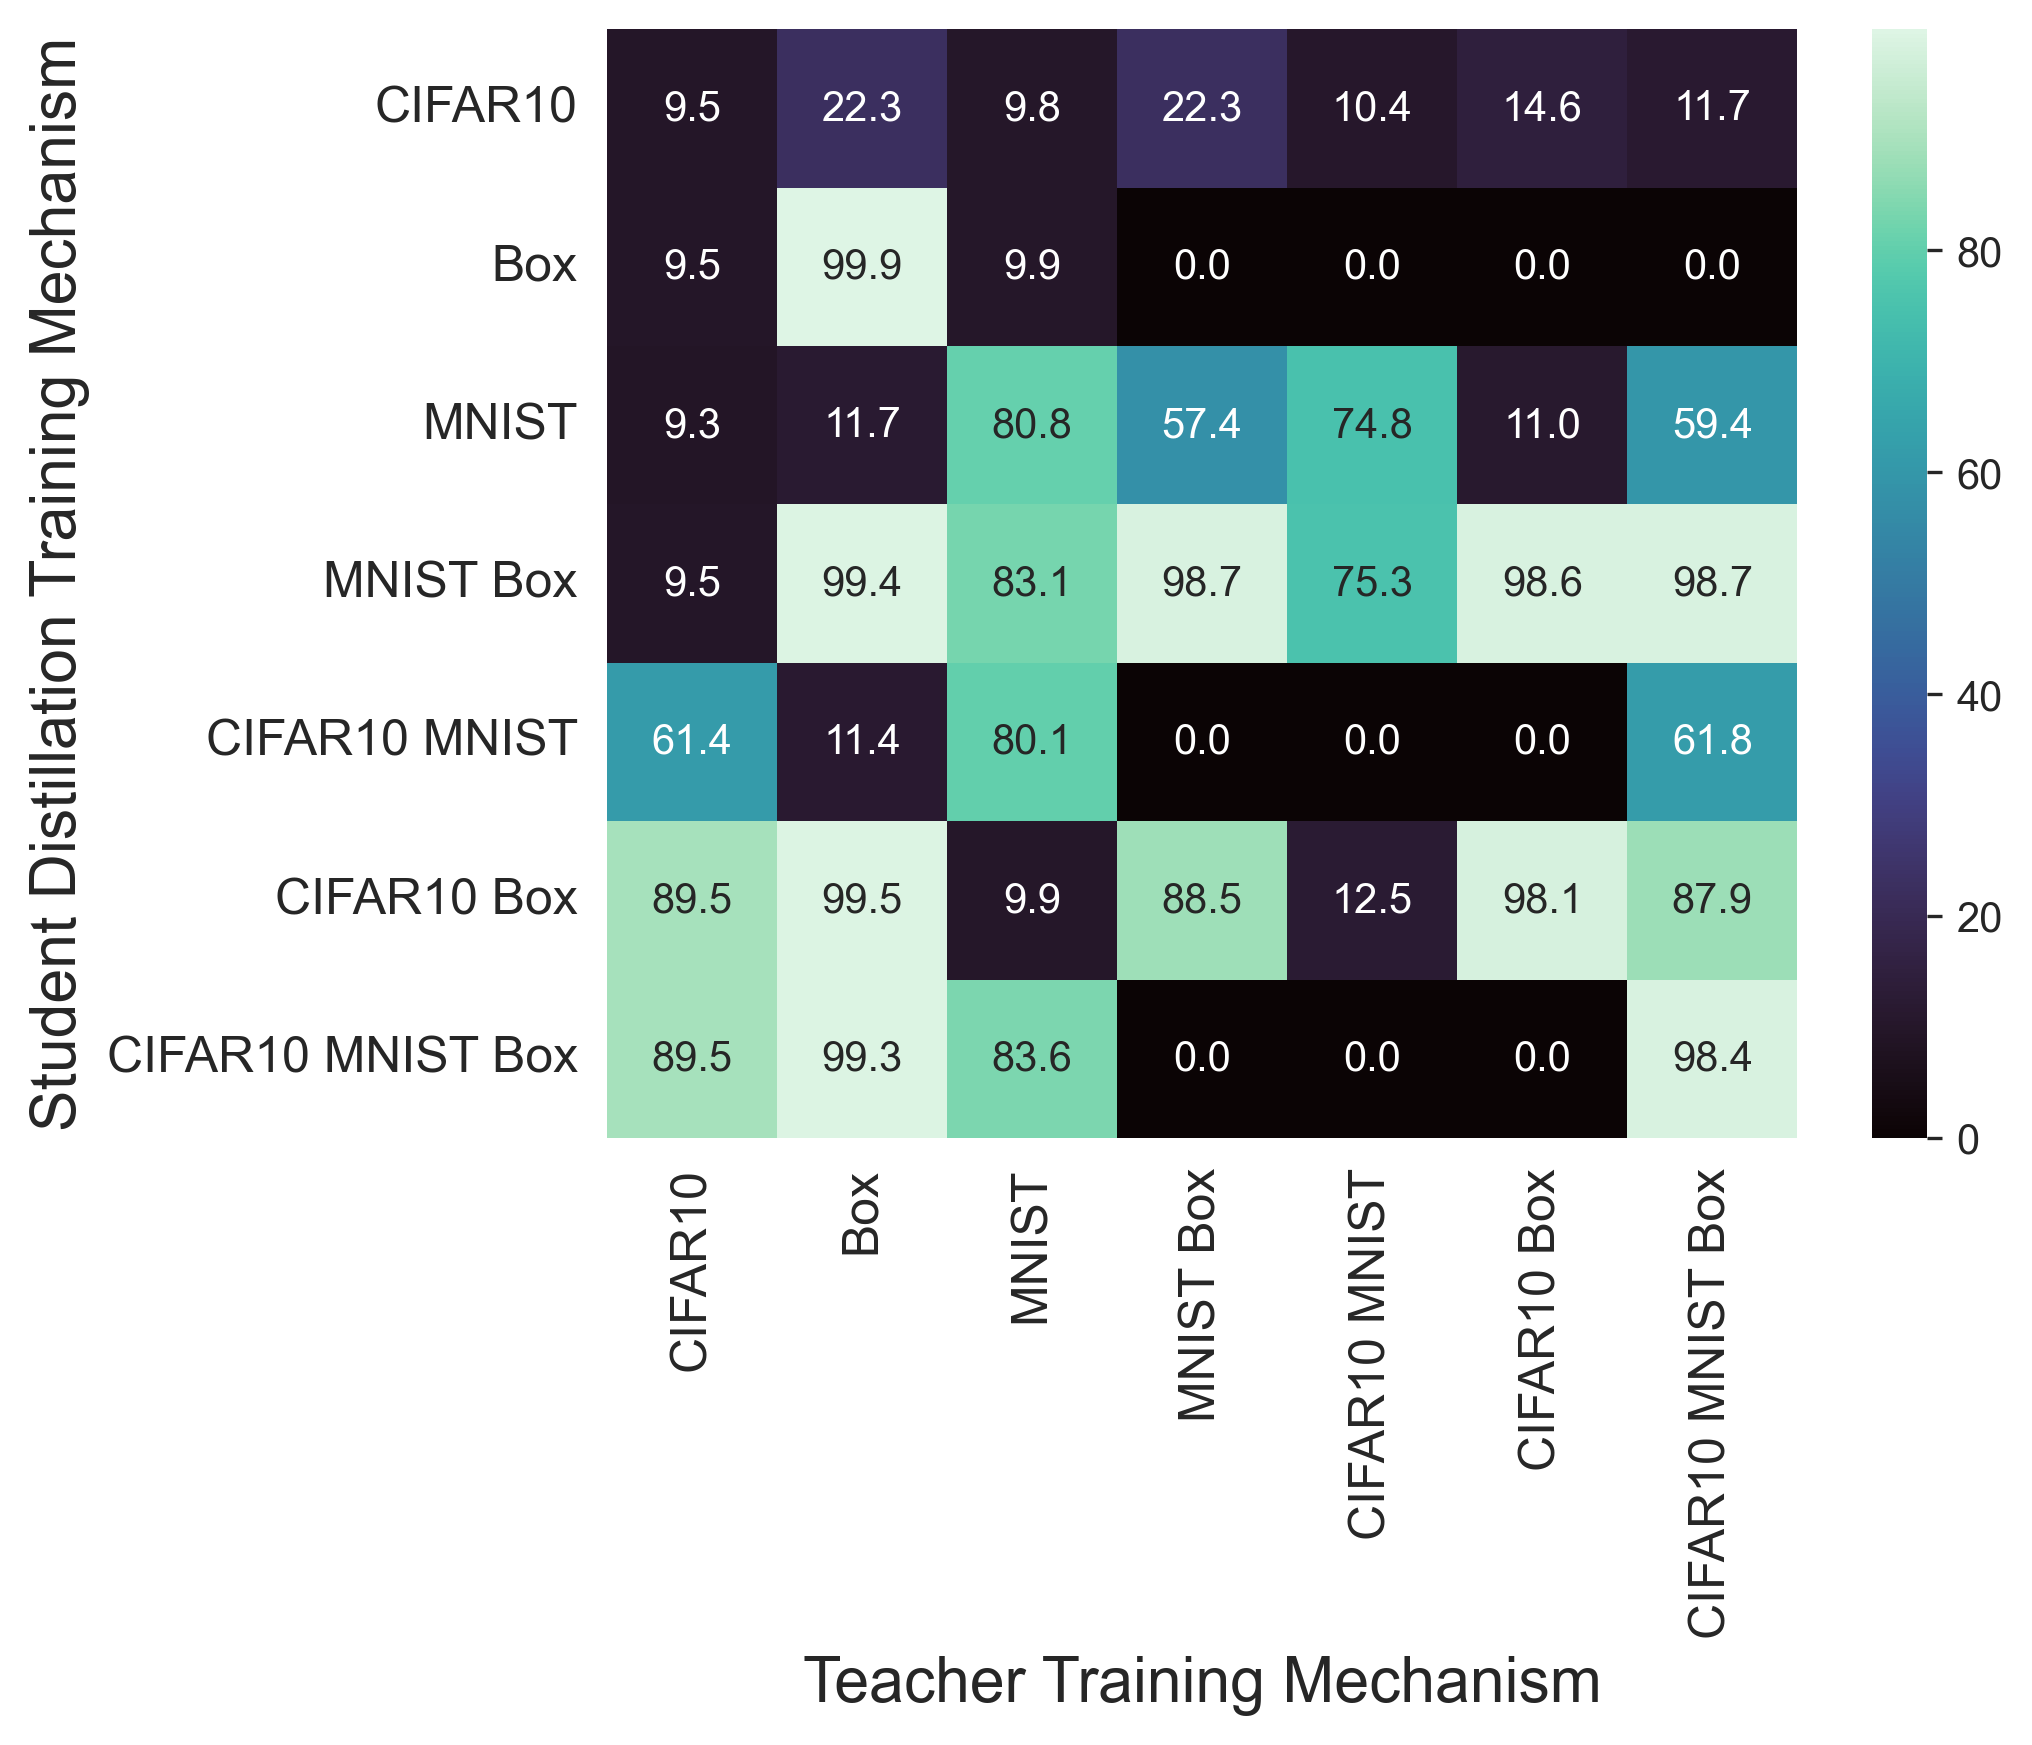 Student Distillation Training Mechanism
CIFAR10 9.5 22.3 9.8 22.3 10.4 14.6 11.7
Box 9.5 99.9 9.9 0.0 0.0 0.0 0.0
MNIST 9.3 11.7 80.8 57.4 74.8 11.0 59.4
MNIST Box 9.5 99.4 83.1 98.7 75.3 98.6 98.7
CIFAR10 MNIST 61.4 11.4 80.1 0.0 0.0 0.0 61.8
CIFAR10 Box 89.5 99.5 9.9 88.5 12.5 98.1 87.9
CIFAR10 MNIST Box 89.5 99.3 83.6 0.0 0.0 0.0 98.4
80
60
40
20
0
CIFAR10
Box
MNIST
MNIST Box
CIFAR10 MNIST
CIFAR10 Box
CIFAR10 MNIST Box
Teacher Training Mechanism